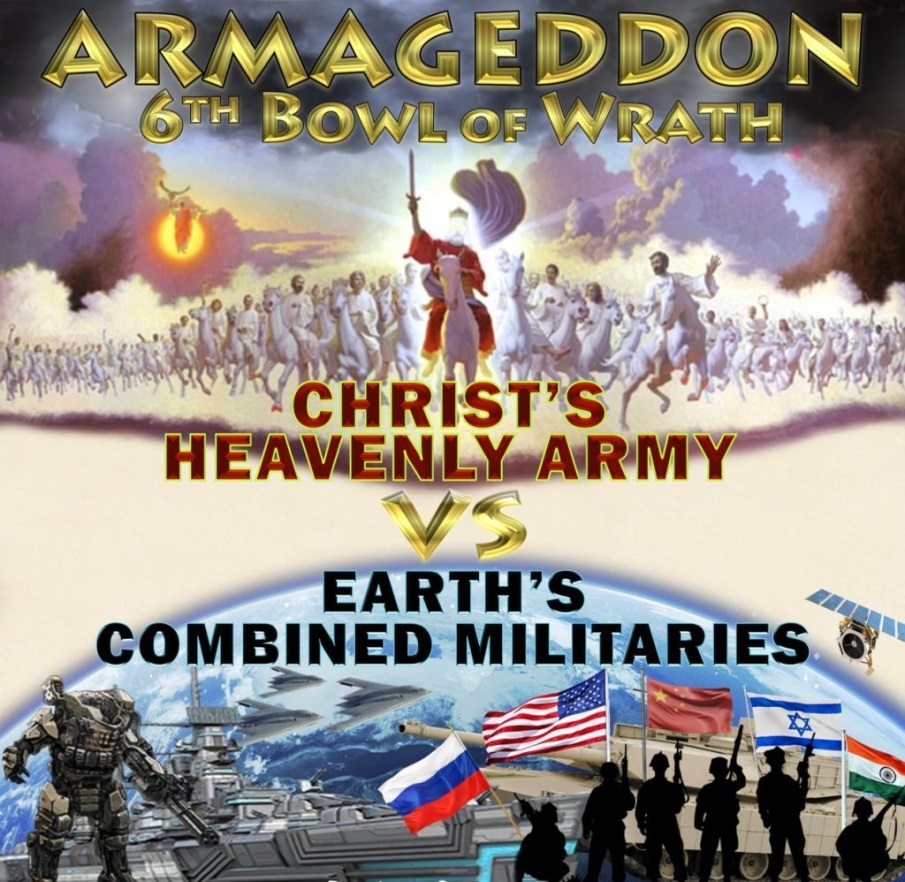 ARMAGEDDON
6TH BOWL OF WRATH
CHRIST'S
HEAVENLY ARMY
VS
EARTH'S
COMBINED MILITARIES